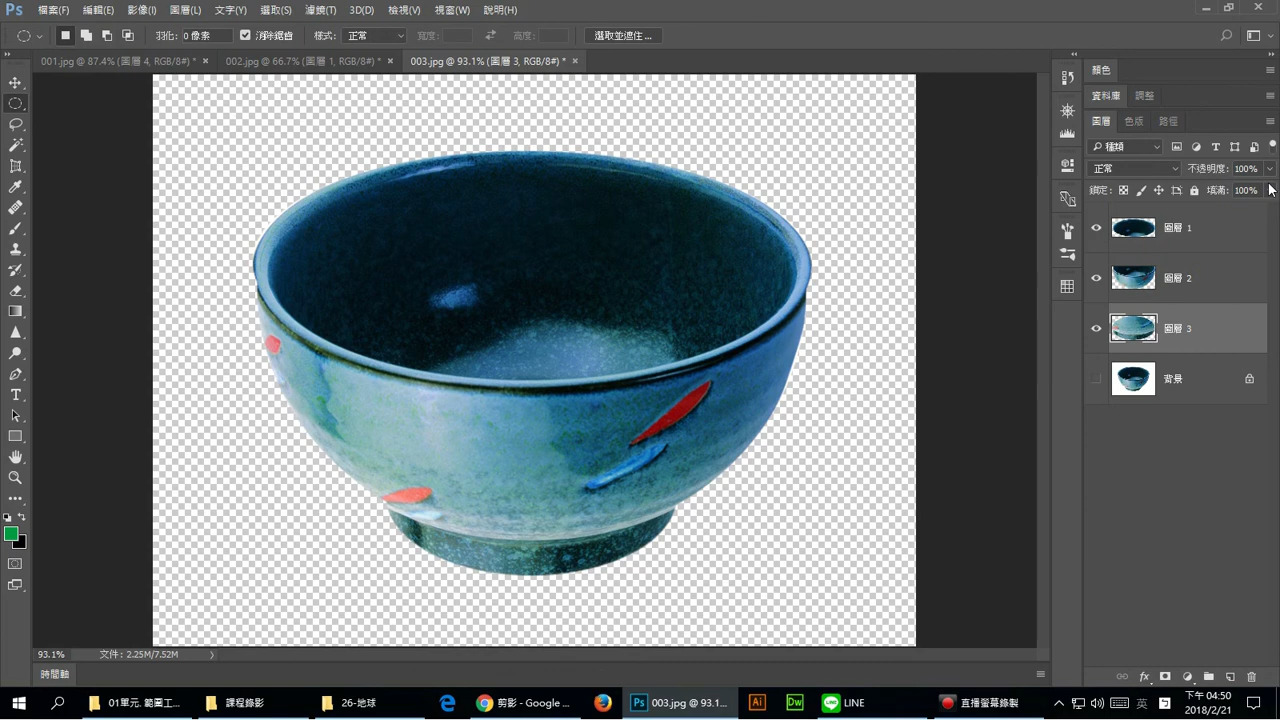 Ps 檔案(F) 編輯(E) 影像(I) 圖層(L) 文字(Y) 選取(S) 濾鏡(T) 3D(D) 檢視(V) 視窗(W) 說明(H)
羽化: 0 像素 消除鋸齒 樣式: 正常 寬度: 高度: 選取並遮住 ...
001.jpg @ 87.4% (圖層 4, RGB/8#) * × 002.jpg @ 66.7% (圖層 1, RGB/8#) * × 003.jpg @ 93.1% (圖層 3, RGB/8#) * ×
顏色
資料庫 調整
圖層 色版 路徑
種類
正常 不透明度: 100%
鎖定: 填滿: 100%
圖層 1
圖層 2
圖層 3
背景
93.1% 文件: 2.25M/7.52M
時間軸
01單元. 範圍工... 課程錄影 26-地球 剪影 - Google ... 003.jpg @ 93.1... LINE 直播螢幕錄製 英 下午 04:50
2018/2/21